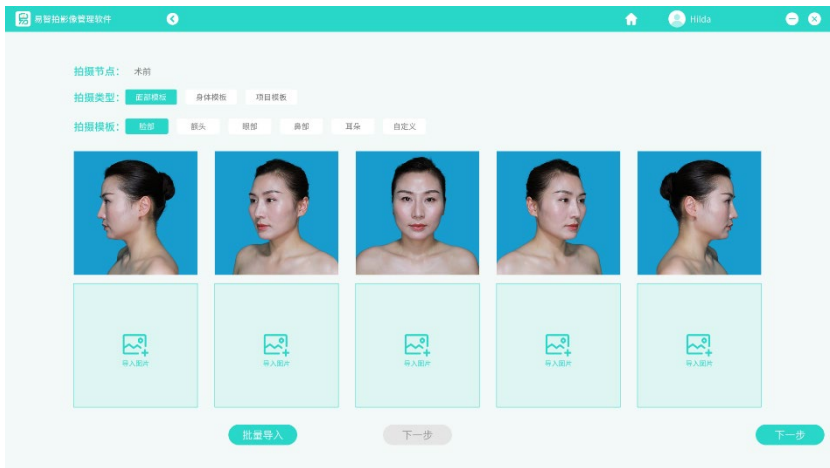 易 易智拍影像管理软件
Hilda
拍摄节点: 术前
拍摄类型: 面部模板 身体模板 项目模板
拍摄模板: 脸部 额头 眼部 鼻部 耳朵 自定义
导入图片 导入图片 导入图片 导入图片 导入图片
批量导入 下一步 下一步